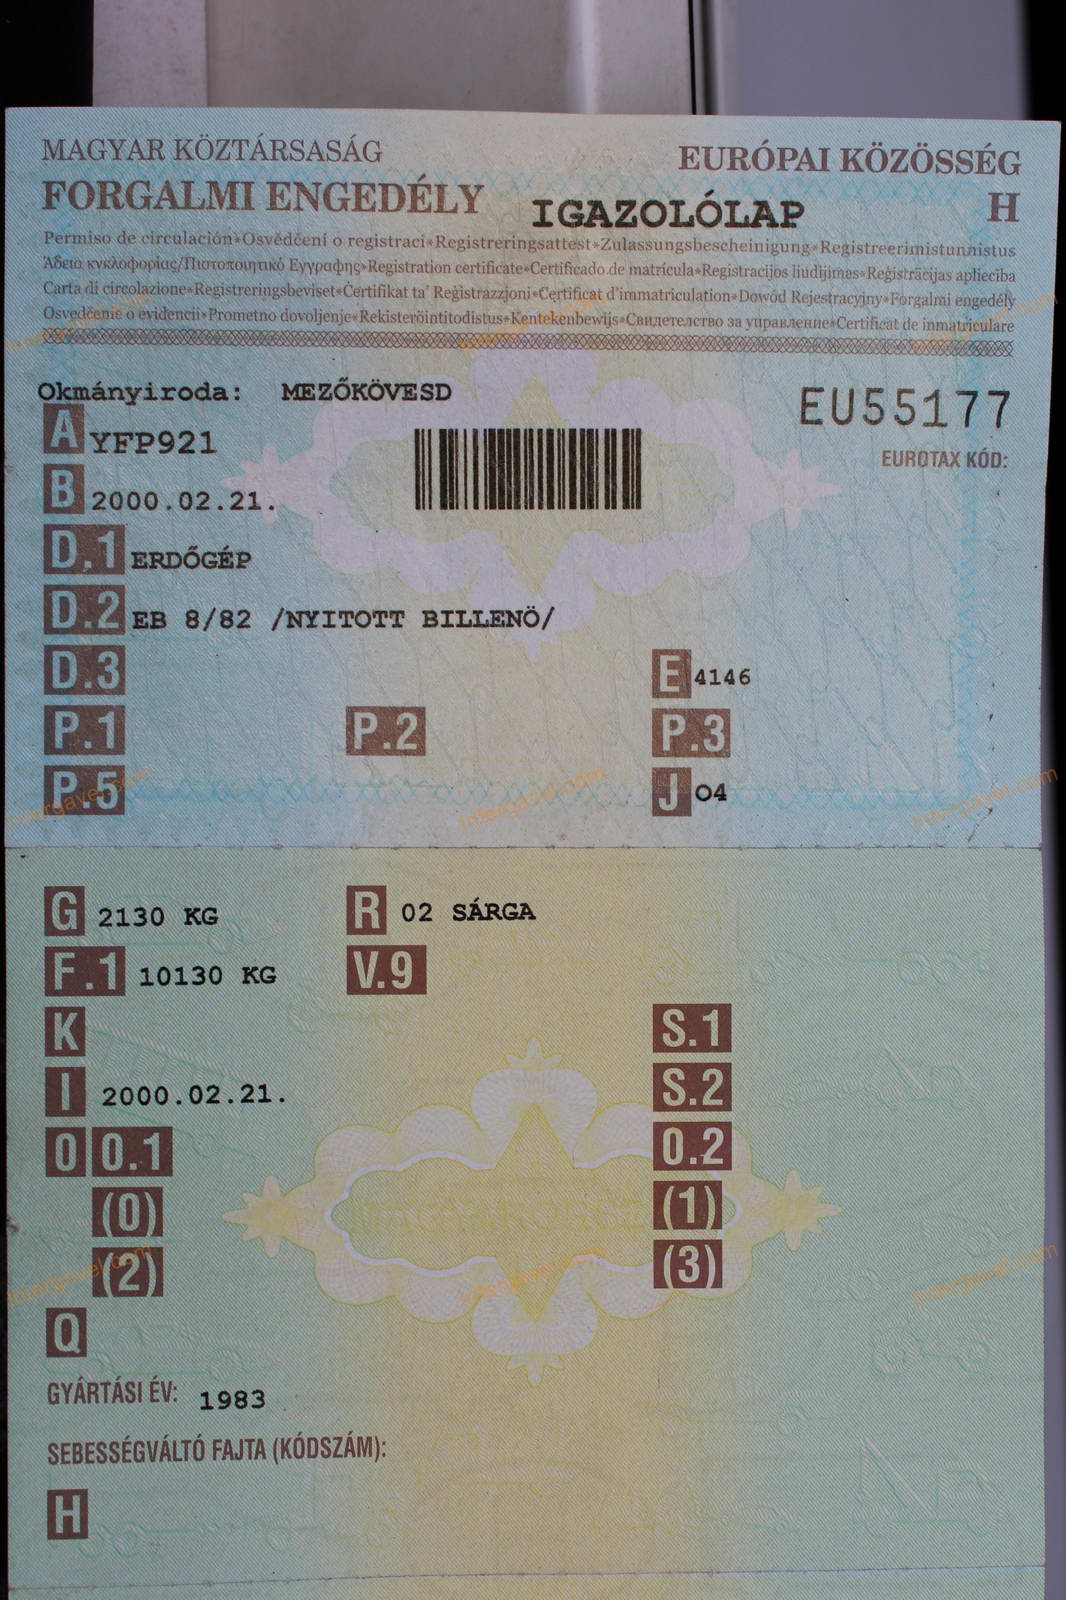 MAGYAR KÖZTÁRSASÁG
EURÓPAI KÖZÖSSÉG
FORGALMI ENGEDÉLY IGAZOLÓLAP H
Permiso de circulación•Osvědčení o registraci•Registreringsattest•Zulassungsbescheinigung•Registreerimistunnistus
Άδεια κυκλοφορίας/Πιστοποιητικό Εγγραφής•Registration certificate•Certificado de matrícula•Registracijos liudijimas•Reģistrācijas apliecība
Carta di circolazione•Registreringsbeviset•Ċertifikat ta' Reġistrazzjoni•Certificat d'immatriculation•Dowód Rejestracyjny•Forgalmi engedély
Osvedčenie o evidencii•Prometno dovoljenje•Rekisteröintitodistus•Kentekenbewijs•Свидетелство за управление•Certificat de inmatriculare
Okmányiroda: MEZŐKÖVESD
EU55177
A YFP921
EUROTAX KÓD:
B 2000.02.21.
D.1 ERDŐGÉP
D.2 EB 8/82 /NYITOTT BILLENÖ/
D.3 E 4146
P.1 P.2 P.3
P.5 J O4
G 2130 KG R 02 SÁRGA
F.1 10130 KG V.9
K S.1
I 2000.02.21. S.2
O O.1 O.2
(0) (1)
(2) (3)
Q
GYÁRTÁSI ÉV: 1983
SEBESSÉGVÁLTÓ FAJTA (KÓDSZÁM):
H
intergavel.com